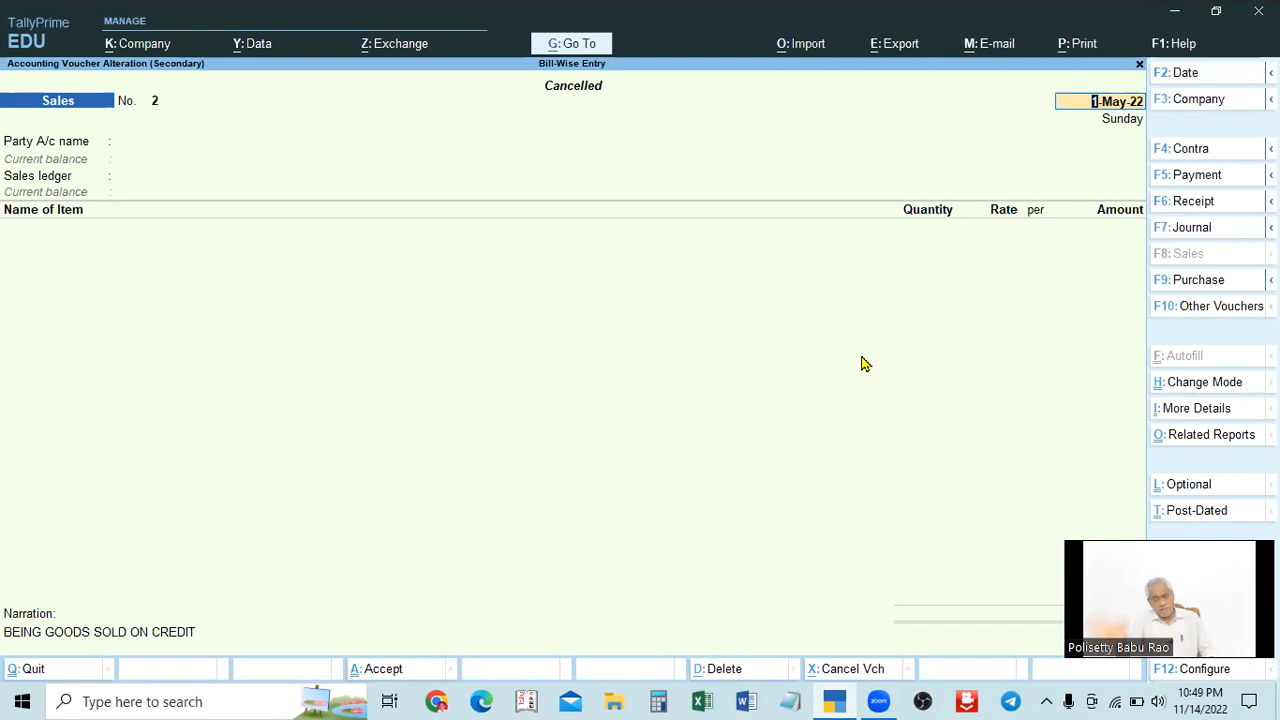 TallyPrime
EDU
MANAGE
K: Company
Y: Data
Z: Exchange
G: Go To
O: Import
E: Export
M: E-mail
P: Print
F1: Help
Accounting Voucher Alteration (Secondary)
Bill-Wise Entry
Cancelled
Sales No. 2
1-May-22
Sunday
Party A/c name :
Current balance :
Sales ledger :
Current balance :
Name of Item Quantity Rate per Amount
F2: Date
F3: Company
F4: Contra
F5: Payment
F6: Receipt
F7: Journal
F8: Sales
F9: Purchase
F10: Other Vouchers
F: Autofill
H: Change Mode
I: More Details
O: Related Reports
L: Optional
T: Post-Dated
Narration:
BEING GOODS SOLD ON CREDIT
Polisetty Babu Rao
Q: Quit
A: Accept
D: Delete
X: Cancel Vch
F12: Configure
Type here to search
zoom
10:49 PM
11/14/2022